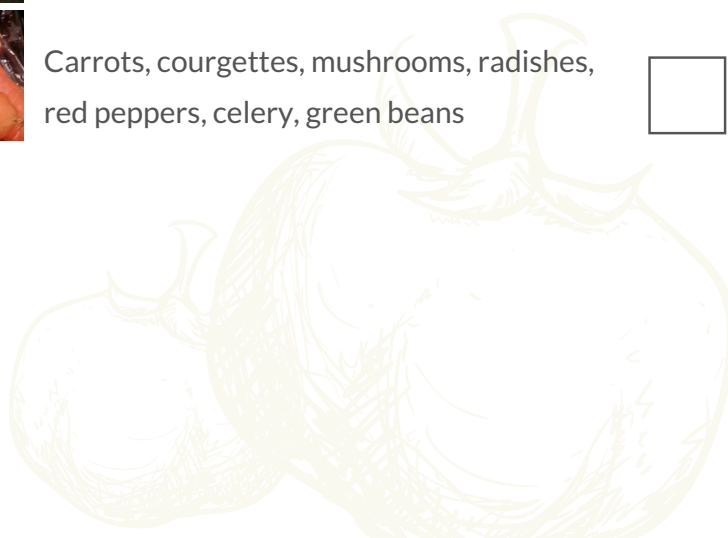 Carrots, courgettes, mushrooms, radishes,
red peppers, celery, green beans